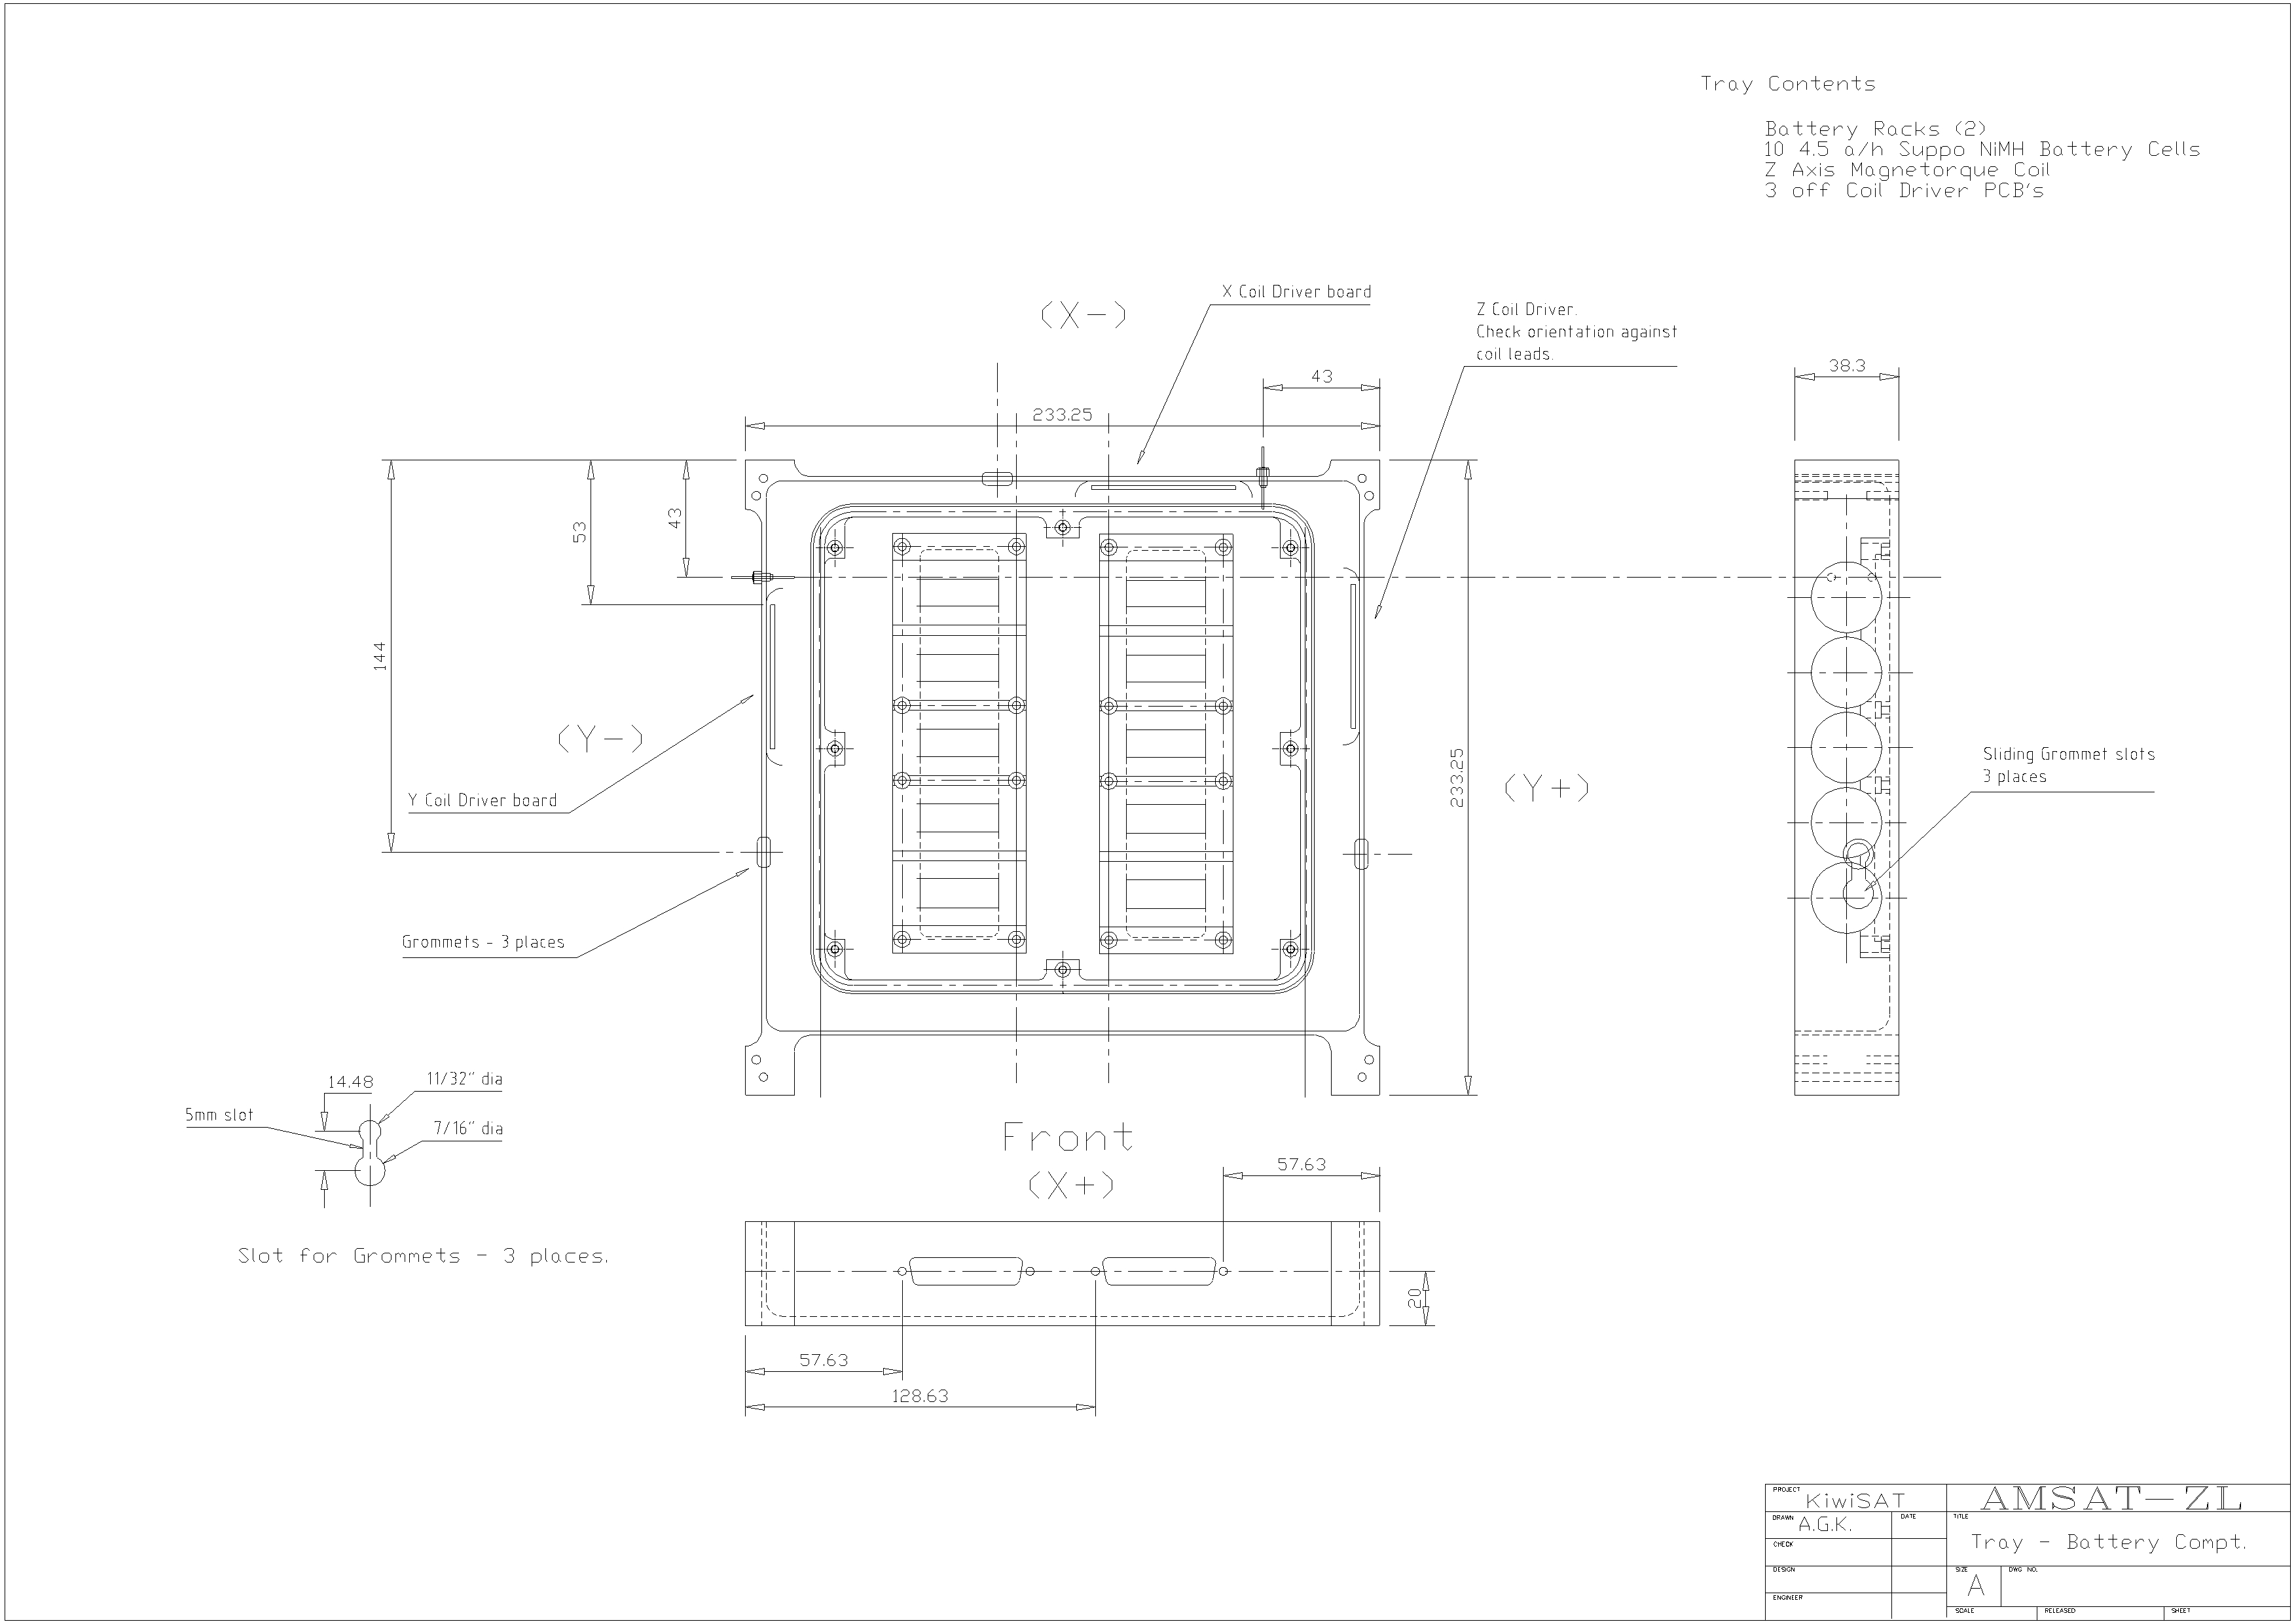 Tray Contents
Battery Racks (2)
10 4.5 a/h Suppo NiMH Battery Cells
Z Axis Magnetorque Coil
3 off Coil Driver PCB's
X Coil Driver board
(X-)
Z Coil Driver.
Check orientation against
coil leads.
38.3
43
233.25
53
43
144
(Y-)
233.25
(Y+)
Sliding Grommet slots
3 places
Y Coil Driver board
Grommets - 3 places
14.48
11/32" dia
5mm slot
7/16" dia
Front
(X+)
57.63
Slot for Grommets - 3 places.
20
57.63
128.63
PROJECT
KiwiSAT
AMSAT-ZL
DRAWN
A.G.K.
DATE
TITLE
Tray - Battery Compt.
CHECK
DESIGN
SIZE
A
DWG NO.
ENGINEER
SCALE
RELEASED
SHEET